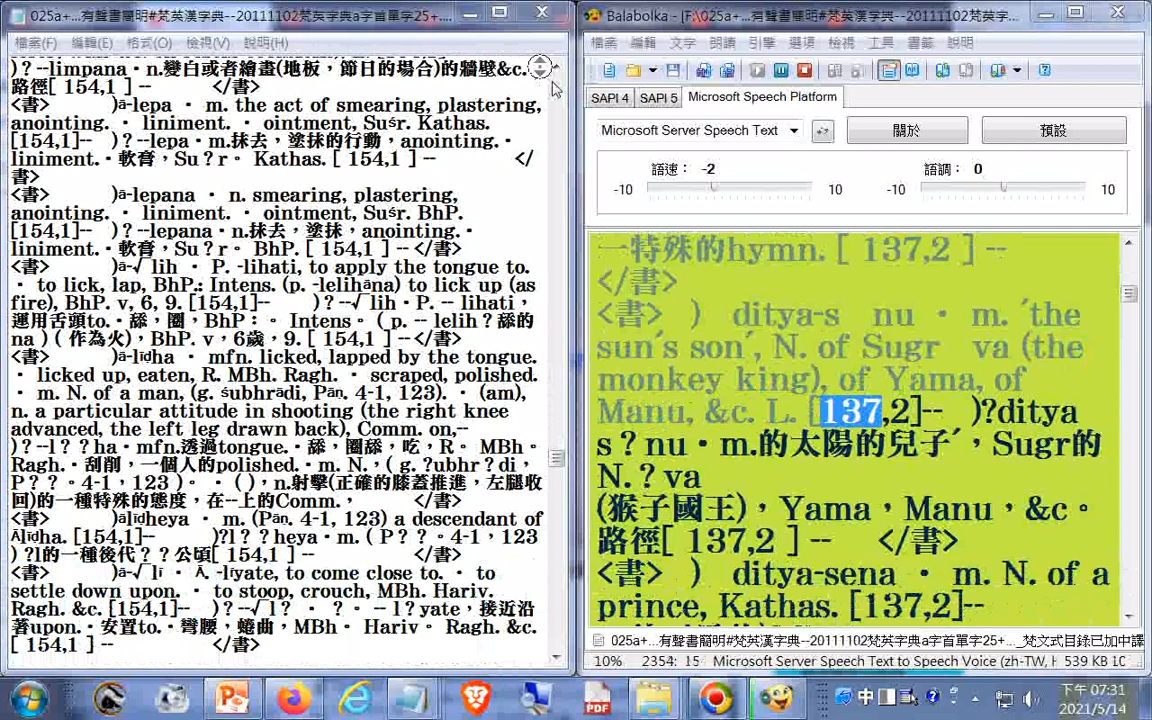 025a+...有聲書簡明#梵英漢字典--20111102梵英字典a字首單字25+...
檔案(F) 編輯(E) 格式(O) 檢視(V) 說明(H)
)? --limpana‧n.變白或者繪畫(地板，節日的場合)的牆壁&c.
路徑[ 154,1 ] -- </書>
<書> )ā-lepa ‧ m. the act of smearing, plastering,
anointing. ‧ liniment. ‧ ointment, Suśr. Kathas.
[154,1]-- )? --lepa‧m.抹去，塗抹的行動，anointing.‧
liniment.‧軟膏，Su？r。 Kathas. [ 154,1 ] -- </
書>
<書> )ā-lepana ‧ n. smearing, plastering,
anointing. ‧ liniment. ‧ ointment, Suśr. BhP.
[154,1]-- )? --lepana‧n.抹去，塗抹，anointing.‧
liniment.‧軟膏，Su？r。 BhP. [ 154,1 ] -- </書>
<書> )ā-√ lih ‧ P. -lihati, to apply the tongue to.
‧ to lick, lap, BhP.: Intens. (p. -lelihāna) to lick up (as
fire), BhP. v, 6, 9. [154,1]-- )? --√ lih‧P. -- lihati，
運用舌頭to.‧舔，圈，BhP：。 Intens。( p. -- lelih？舔的
na ) ( 作為火)，BhP. v，6歲，9. [ 154,1 ] -- </書>
<書> )ā-līḍha ‧ mfn. licked, lapped by the tongue.
‧ licked up, eaten, R. MBh. Ragh. ‧ scraped, polished.
‧ m. N. of a man, (g. śubhrādi, Pāṇ. 4-1, 123). ‧ (am),
n. a particular attitude in shooting (the right knee
advanced, the left leg drawn back), Comm. on,--
)? --l？？ha‧mfn.透過tongue.‧舔，圈舔，吃，R。 MBh。
Ragh.‧刮削，一個人的polished.‧m. N.，( g. ?ubhr？di，
P？？。4-1，123 )。‧( )，n.射擊(正確的膝蓋推進，左腿收
回)的一種特殊的態度，在--上的Comm.， </書>
<書> )ālīḍheya ‧ m. (Pāṇ. 4-1, 123) a descendant of
Ālīḍha. [154,1]-- )?l？？heya‧m. ( P？？。4-1，123
)?l的一種後代？？公頃[ 154,1 ] -- </書>
<書> )ā-√ lī ‧ Ā. -līyate, to come close to. ‧ to
settle down upon. ‧ to stoop, crouch, MBh. Hariv.
Ragh. &c. [154,1]-- )? --√ l？‧？。-- l？yate，接近沿
著upon.‧安置to.‧彎腰，蜷曲，MBh。 Hariv。 Ragh. &c.
[ 154,1 ] -- </書>
Balabolka - [F:\025a+...有聲書簡明#梵英漢字典--20111102梵英字...
檔案 編輯 文字 朗讀 引擎 選項 檢視 工具 書籤 說明
SAPI 4 SAPI 5 Microsoft Speech Platform
Microsoft Server Speech Text 關於 預設
語速： -2 語調： 0
-10 10 -10 10
一特殊的hymn. [ 137,2 ] --
</書>
<書> ) ditya-s nu ‧ m. ´the
sun´s son´, N. of Sugr va (the
monkey king), of Yama, of
Manu, &c. L. [137,2]-- )?ditya
s？nu‧m.的太陽的兒子´，Sugr的
N.？va
(猴子國王)，Yama，Manu，&c。
路徑[ 137,2 ] -- </書>
<書> ) ditya-sena ‧ m. N. of a
prince, Kathas. [137,2]--
025a+...有聲書簡明#梵英漢字典--20111102梵英字典a字首單字25+..._梵文式目錄已加中譯
10% 2354: 15 Microsoft Server Speech Text to Speech Voice (zh-TW, H 539 KB 10
下午 07:31
2021/5/14